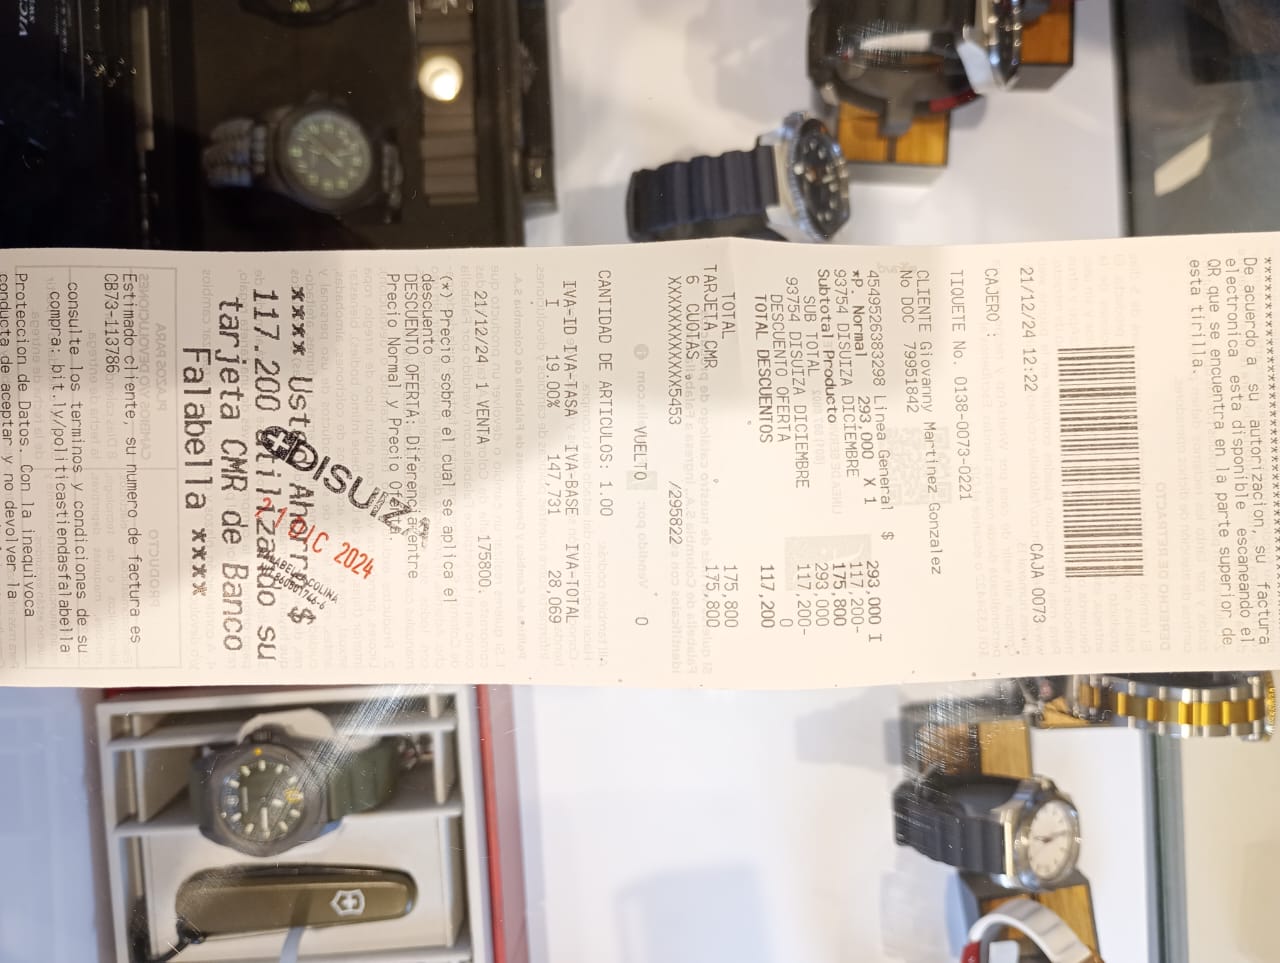 ****************************************
De acuerdo a su autorizacion, su factura
electronica esta disponible escaneando el
QR que se encuentra en la parte superior de
esta tirilla.
21/12/24 12:22 CAJA 0073
CAJERO :
TIQUETE No. 0138-0073-0221
CLIENTE Giovanny Martinez Gonzalez
No DOC 79951842
4549526383298 Linea General $ 293,000 I
*P. Normal 293,000 X 1
93754 DISUIZA DICIEMBRE 117,200-
Subtotal Producto 175,800
SUB TOTAL 293,000
93754 DISUIZA DICIEMBRE 117,200-
DESCUENTO OFERTA 0
TOTAL DESCUENTOS 117,200
TOTAL 175,800
TARJETA CMR 175,800
6 CUOTAS
XXXXXXXXXXXX5453 /295822
VUELTO 0
CANTIDAD DE ARTICULOS: 1.00
IVA-ID IVA-TASA IVA-BASE IVA-TOTAL
I 19.00% 147,731 28,069
21/12/24 1 VENTA 175800.
(*) Precio sobre el cual se aplica el
descuento
DESCUENTO OFERTA: Diferencia entre
Precio Normal y Precio Oferta.
**** Usted Ahorro $
117.200 utilizando su
tarjeta CMR de Banco
Falabella ****
DISUIZA
21 DIC 2024
Estimado cliente, su numero de factura es
GB79-113786
consulte los terminos y condiciones de su
compra: bit.ly/politicastiendasfalabella
Proteccion de Datos. Con la inequivoca
conducta de aceptar y no devolver la